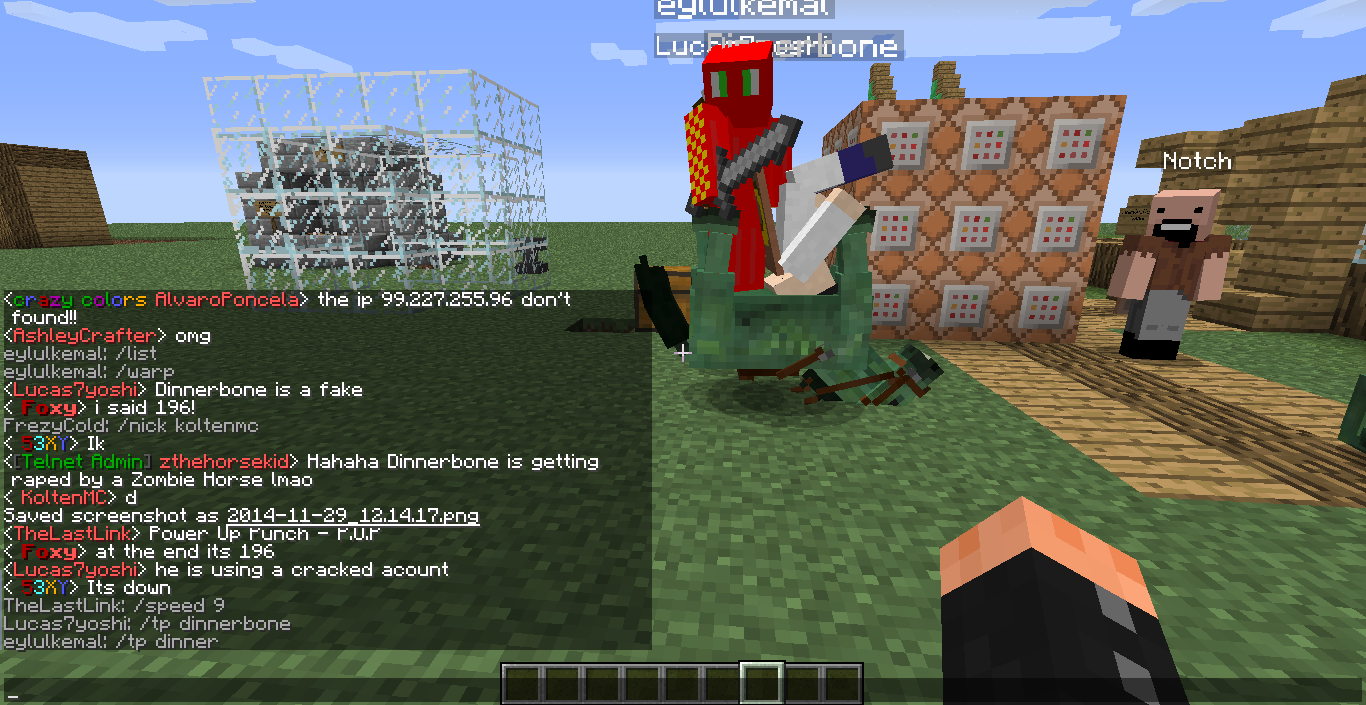 eylulkemal
Notch
<crazy colors AlvaroPoncela> the ip 99.227.255.96 don't
found!!
<AshleyCrafter> omg
eylulkemal: /list
eylulkemal: /warp
<Lucas7yoshi> Dinnerbone is a fake
< Foxy> i said 196!
FrezyCold: /nick koltenmc
< S3XY> Ik
<[Telnet Admin] zthehorsekid> Hahaha Dinnerbone is getting
raped by a Zombie Horse lmao
< KoltenMC> d
Saved screenshot as 2014-11-29_12.14.17.png
<TheLastLink> Power Up Punch - P.U.P
< Foxy> at the end its 196
<Lucas7yoshi> he is using a cracked acount
< S3XY> Its down
TheLastLink: /speed 9
Lucas7yoshi: /tp dinnerbone
eylulkemal: /tp dinner
_